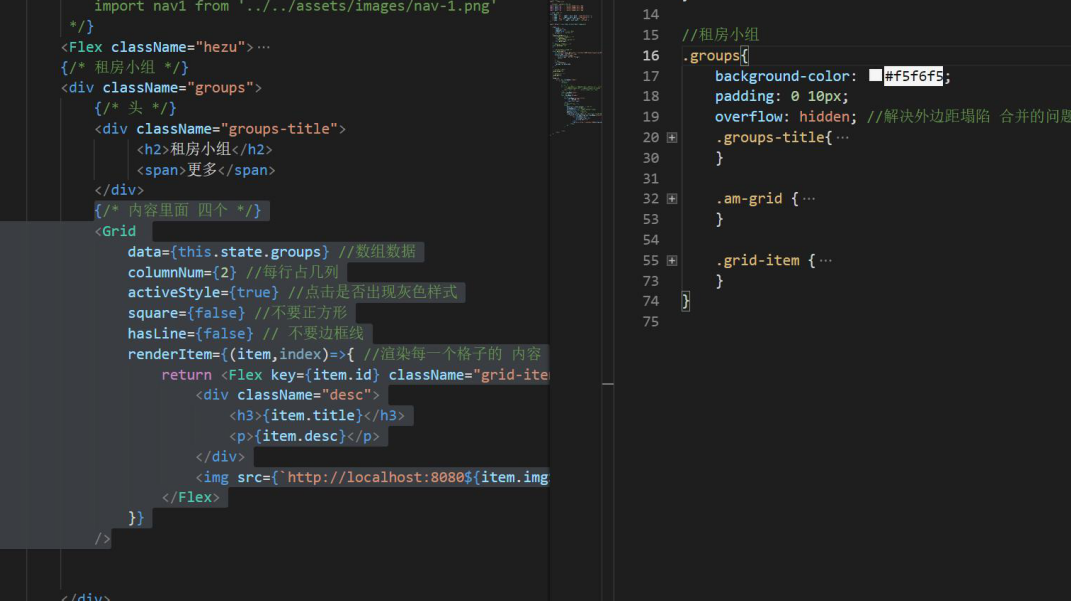 import nav1 from '../../assets/images/nav-1.png'
*/}
<Flex className="hezu">⋯
{/* 租房小组 */}
<div className="groups">
{/* 头 */}
<div className="groups-title">
<h2>租房小组</h2>
<span>更多</span>
</div>
{/* 内容里面 四个 */}
<Grid
data={this.state.groups} //数组数据
columnNum={2} //每行占几列
activeStyle={true} //点击是否出现灰色样式
square={false} //不要正方形
hasLine={false} // 不要边框线
renderItem={(item,index)=>{ //渲染每一个格子的 内容
return <Flex key={item.id} className="grid-ite
<div className="desc">
<h3>{item.title}</h3>
<p>{item.desc}</p>
</div>
<img src={`http://localhost:8080${item.img
</Flex>
}}
/>
</div>
14
15 //租房小组
16 .groups{
17 background-color: #f5f6f5;
18 padding: 0 10px;
19 overflow: hidden; //解决外边距塌陷 合并的问题
20 .groups-title{⋯
30 }
31
32 .am-grid {⋯
53 }
54
55 .grid-item {⋯
73 }
74 }
75